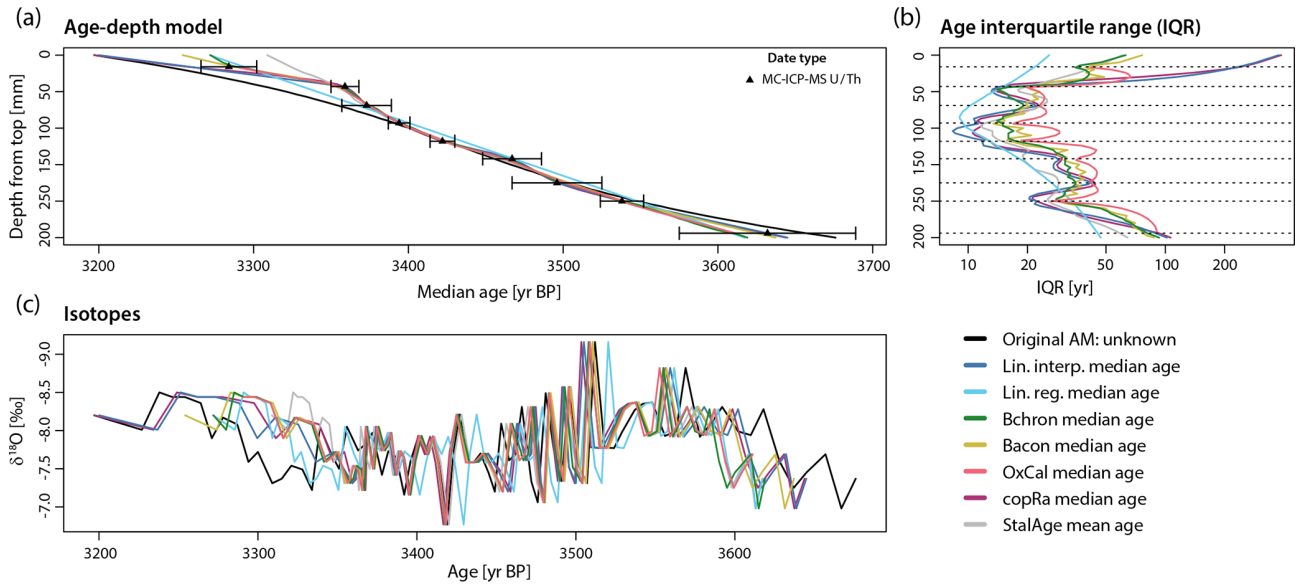 (a) Age-depth model
Depth from top [mm]
0
50
100
150
200
250
200
Date type
MC-ICP-MS U/Th
3200 3300 3400 3500 3600 3700
Median age [yr BP]
(b) Age interquartile range (IQR)
0
50
100
150
200
250
200
10 20 50 100 200
IQR [yr]
(c) Isotopes
δ¹⁸O [‰]
-9.0
-8.5
-8.0
-7.5
-7.0
3200 3300 3400 3500 3600
Age [yr BP]
Original AM: unknown
Lin. interp. median age
Lin. reg. median age
Bchron median age
Bacon median age
OxCal median age
copRa median age
StalAge mean age